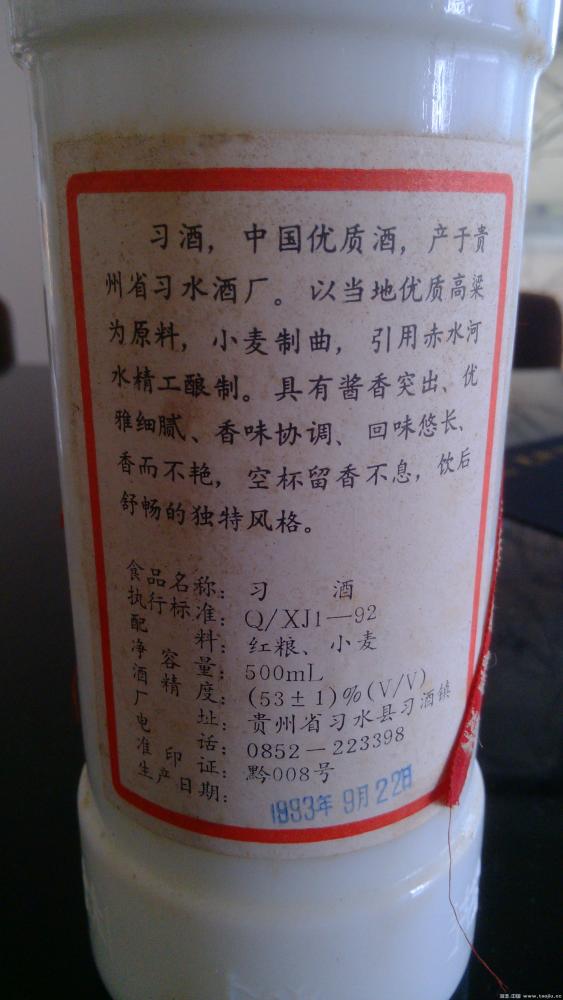 习酒，中国优质酒，产于贵
州省习水酒厂。以当地优质高粱
为原料，小麦制曲，引用赤水河
水精工酿制。具有酱香突出、优
雅细腻、香味协调、回味悠长、
香而不艳，空杯留香不息，饮后
舒畅的独特风格。
食品名称：习 酒
执行标准：Q/XJ1—92
配 料：红粮、小麦
净 容 量：500mL
酒 精 度：(53±1)%(V/V)
厂 址：贵州省习水县习酒镇
电 话：0852—223398
准 印 证：黔008号
生产日期：1993年9月22日
www.taojiu.cc